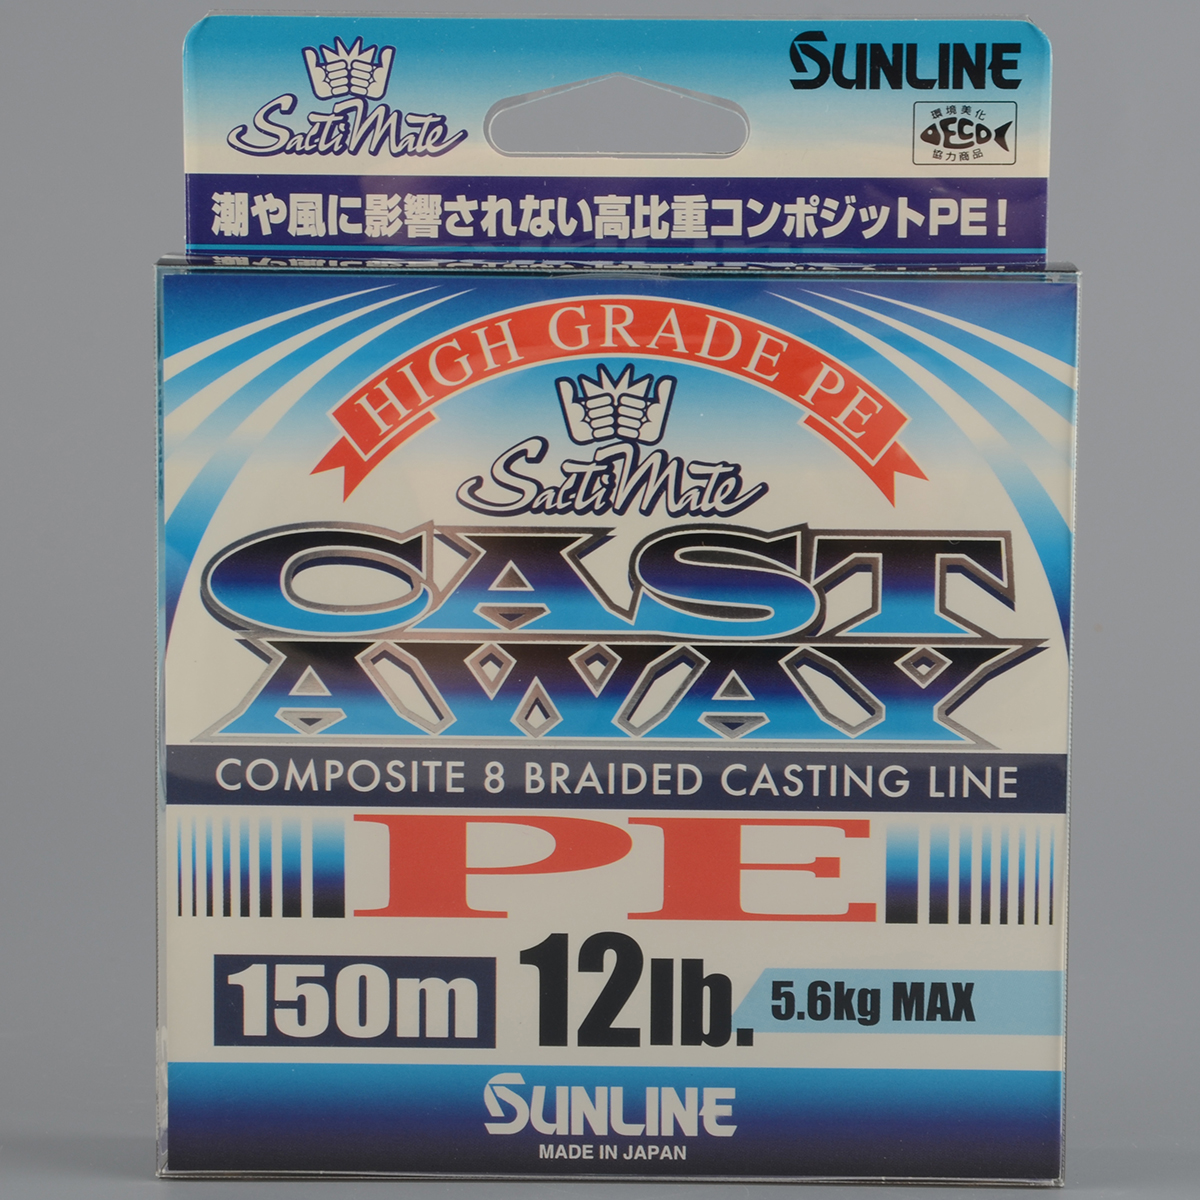 SaltiMate
SUNLINE
環境美化
ECO
協力商品
潮や風に影響されない高比重コンポジットPE!
HIGH GRADE PE
SaltiMate
CAST
AWAY
COMPOSITE 8 BRAIDED CASTING LINE
PE
150m 12lb. 5.6kg MAX
SUNLINE
MADE IN JAPAN